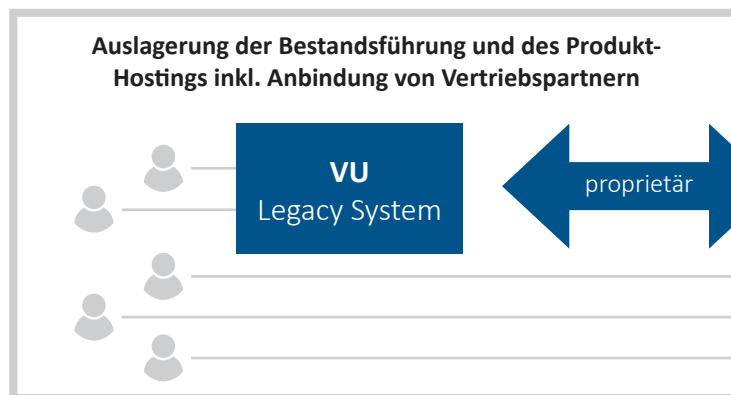 Auslagerung der Bestandsführung und des Produkt-
Hostings inkl. Anbindung von Vertriebspartnern
VU
Legacy System
proprietär